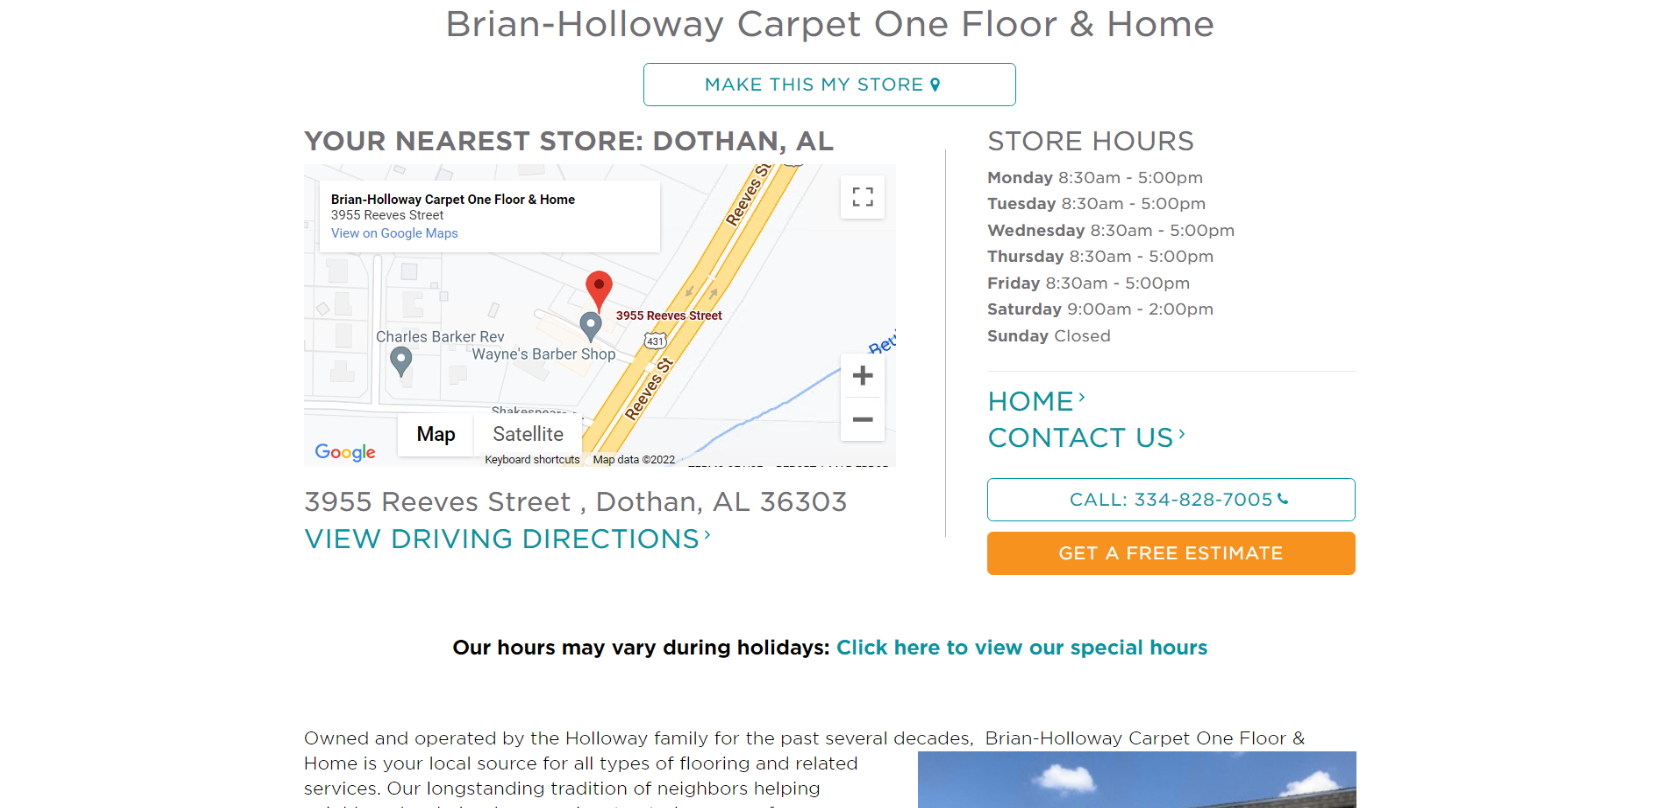 Brian-Holloway Carpet One Floor & Home
MAKE THIS MY STORE
YOUR NEAREST STORE: DOTHAN, AL
Brian-Holloway Carpet One Floor & Home
3955 Reeves Street
View on Google Maps
Reeves St
3955 Reeves Street
431
Charles Barker Rev
Wayne's Barber Shop
Reeves St
Map
Satellite
Google
Keyboard shortcuts
Map data ©2022
3955 Reeves Street , Dothan, AL 36303
VIEW DRIVING DIRECTIONS ›
STORE HOURS
Monday 8:30am - 5:00pm
Tuesday 8:30am - 5:00pm
Wednesday 8:30am - 5:00pm
Thursday 8:30am - 5:00pm
Friday 8:30am - 5:00pm
Saturday 9:00am - 2:00pm
Sunday Closed
HOME ›
CONTACT US ›
CALL: 334-828-7005
GET A FREE ESTIMATE
Our hours may vary during holidays: Click here to view our special hours
Owned and operated by the Holloway family for the past several decades, Brian-Holloway Carpet One Floor &
Home is your local source for all types of flooring and related
services. Our longstanding tradition of neighbors helping